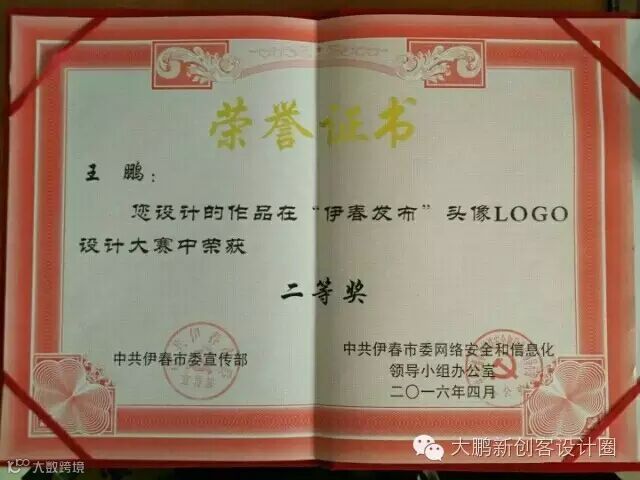 荣誉证书
王 鹏：
您设计的作品在“伊春发布”头像LOGO
设计大赛中荣获
二等奖
中共伊春市委宣传部
中共伊春市委网络安全和信息化
领导小组办公室
二〇一六年四月
大鹏新创客设计圈
大数跨境